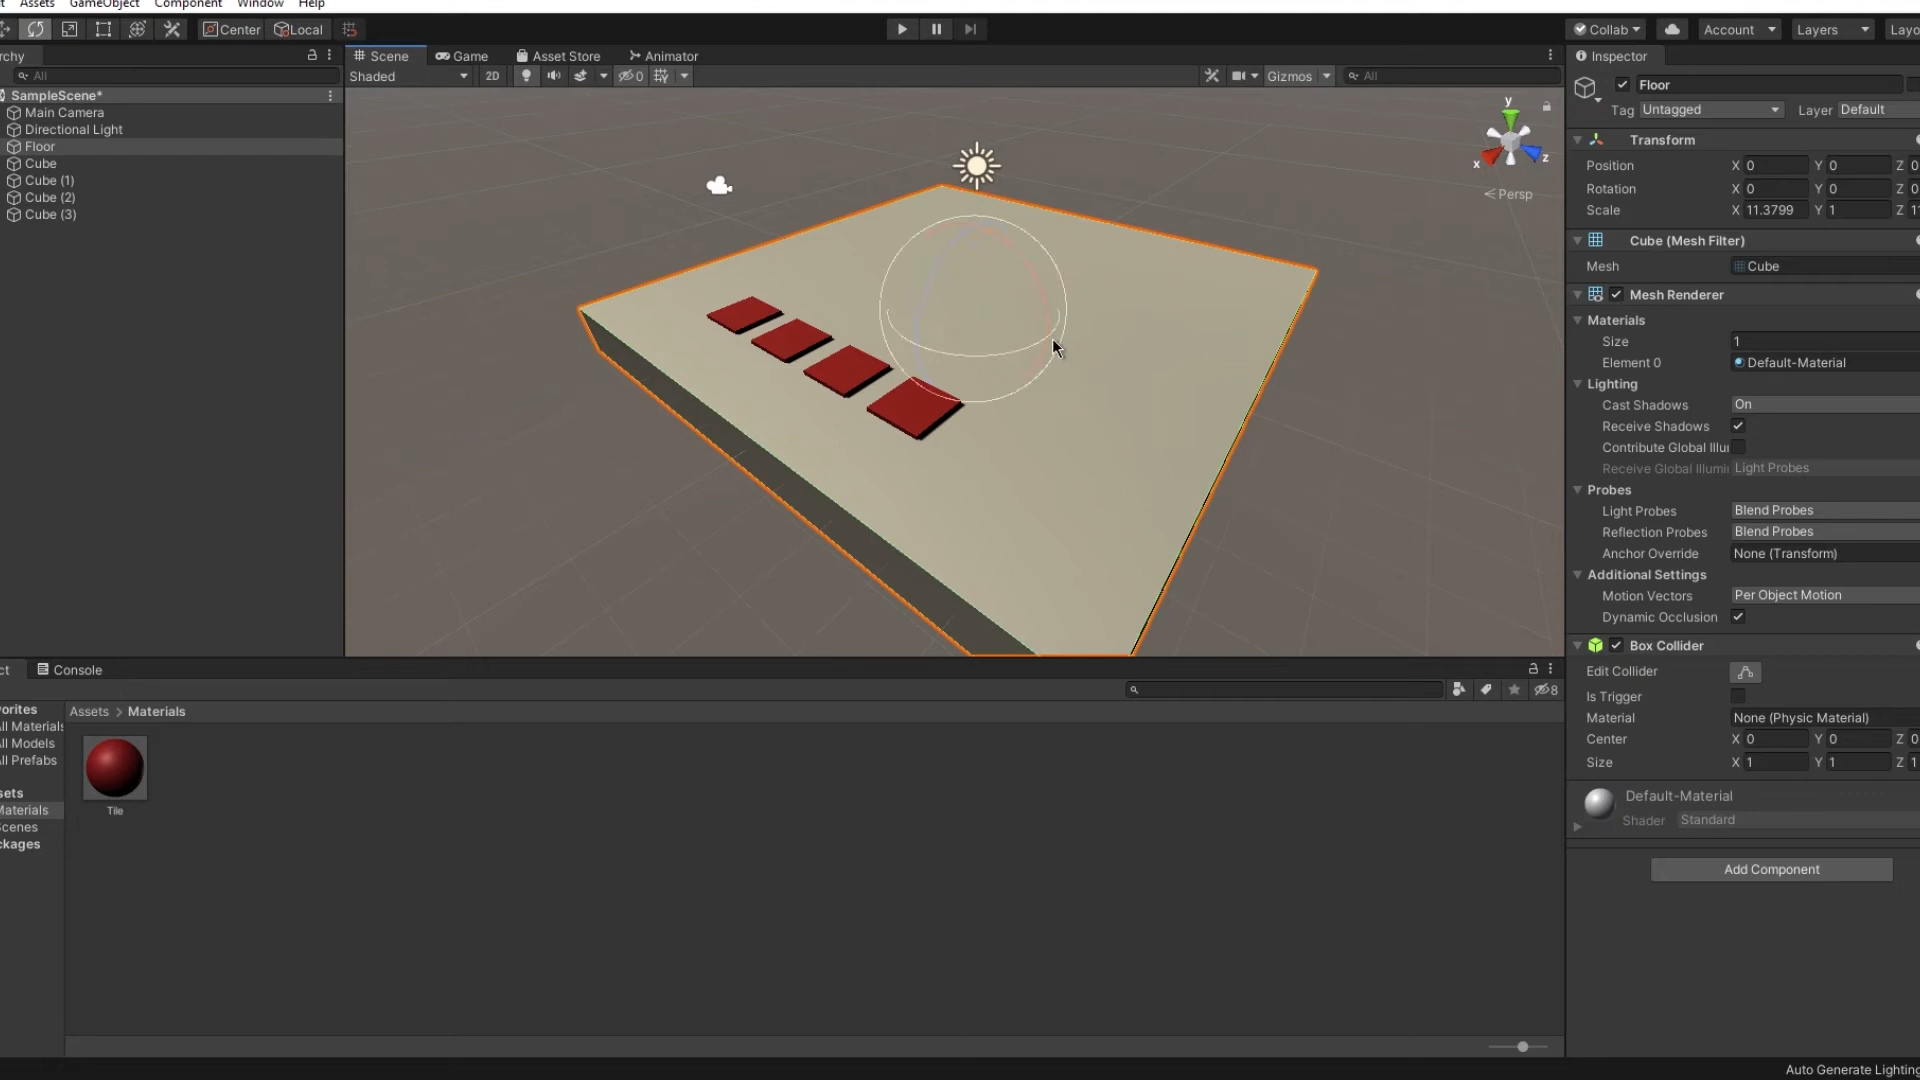 Assets GameObject Component Window Help
Center Local Collab Account Layers Layo
rchy
All
SampleScene*
Main Camera
Directional Light
Floor
Cube
Cube (1)
Cube (2)
Cube (3)
Scene Game Asset Store Animator
Shaded 2D 0 Gizmos All
y
x z
Persp
Inspector
Floor
Tag Untagged Layer Default
Transform
Position X 0 Y 0 Z 0
Rotation X 0 Y 0 Z 0
Scale X 11.3799 Y 1 Z 1
Cube (Mesh Filter)
Mesh Cube
Mesh Renderer
Materials
Size 1
Element 0 Default-Material
Lighting
Cast Shadows On
Receive Shadows
Contribute Global Illu
Receive Global Illumi Light Probes
Probes
Light Probes Blend Probes
Reflection Probes Blend Probes
Anchor Override None (Transform)
Additional Settings
Motion Vectors Per Object Motion
Dynamic Occlusion
Box Collider
Edit Collider
Is Trigger
Material None (Physic Material)
Center X 0 Y 0 Z 0
Size X 1 Y 1 Z 1
Default-Material
Shader Standard
Add Component
ct Console
8
orites
ll Materials
ll Models
ll Prefabs
sets
Materials
cenes
ckages
Assets > Materials
Tile
Auto Generate Lighting